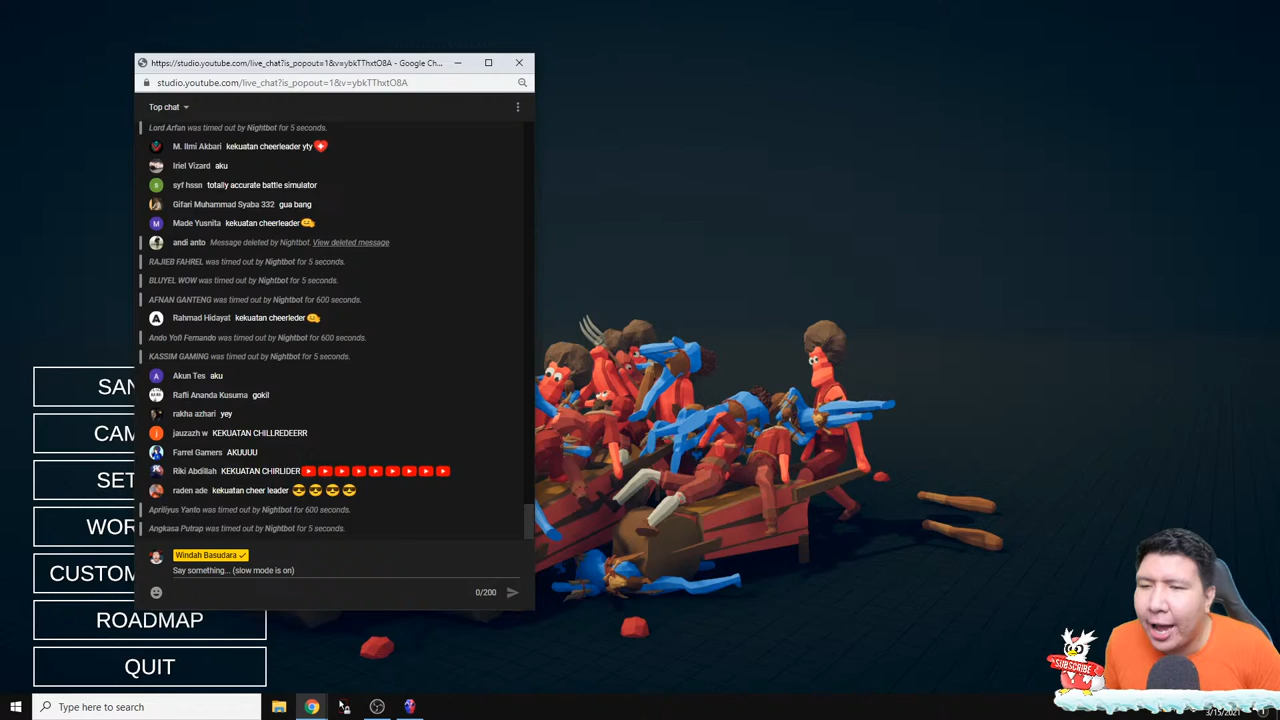 https://studio.youtube.com/live_chat?is_popout=1&v=ybkTThxtO8A - Google Ch...
studio.youtube.com/live_chat?is_popout=1&v=ybkTThxtO8A
Top chat
Lord Arfan was timed out by Nightbot for 5 seconds.
M. Ilmi Akbari kekuatan cheerleader yty
Iriel Vizard aku
syf hssn totally accurate battle simulator
Gifari Muhammad Syaba 332 gua bang
Made Yusnita kekuatan cheerleader
andi anto Message deleted by Nightbot. View deleted message
RAJIEB FAHREL was timed out by Nightbot for 5 seconds.
BLUYEL WOW was timed out by Nightbot for 5 seconds.
AFNAN GANTENG was timed out by Nightbot for 600 seconds.
Rahmad Hidayat kekuatan cheerleder
Ando Yofi Fernando was timed out by Nightbot for 600 seconds.
KASSIM GAMING was timed out by Nightbot for 5 seconds.
Akun Tes aku
Rafli Ananda Kusuma gokil
rakha azhari yey
jauzazh w KEKUATAN CHILLREDEERR
Farrel Gamers AKUUUU
Riki Abdillah KEKUATAN CHIRLIDER
raden ade kekuatan cheer leader
Apriliyus Yanto was timed out by Nightbot for 600 seconds.
Angkasa Putrap was timed out by Nightbot for 5 seconds.
Windah Basudara
Say something... (slow mode is on)
0/200
SAN
CAM
SET
WOR
CUSTOM
ROADMAP
QUIT
SUBSCRIBE
Type here to search
3/15/2021